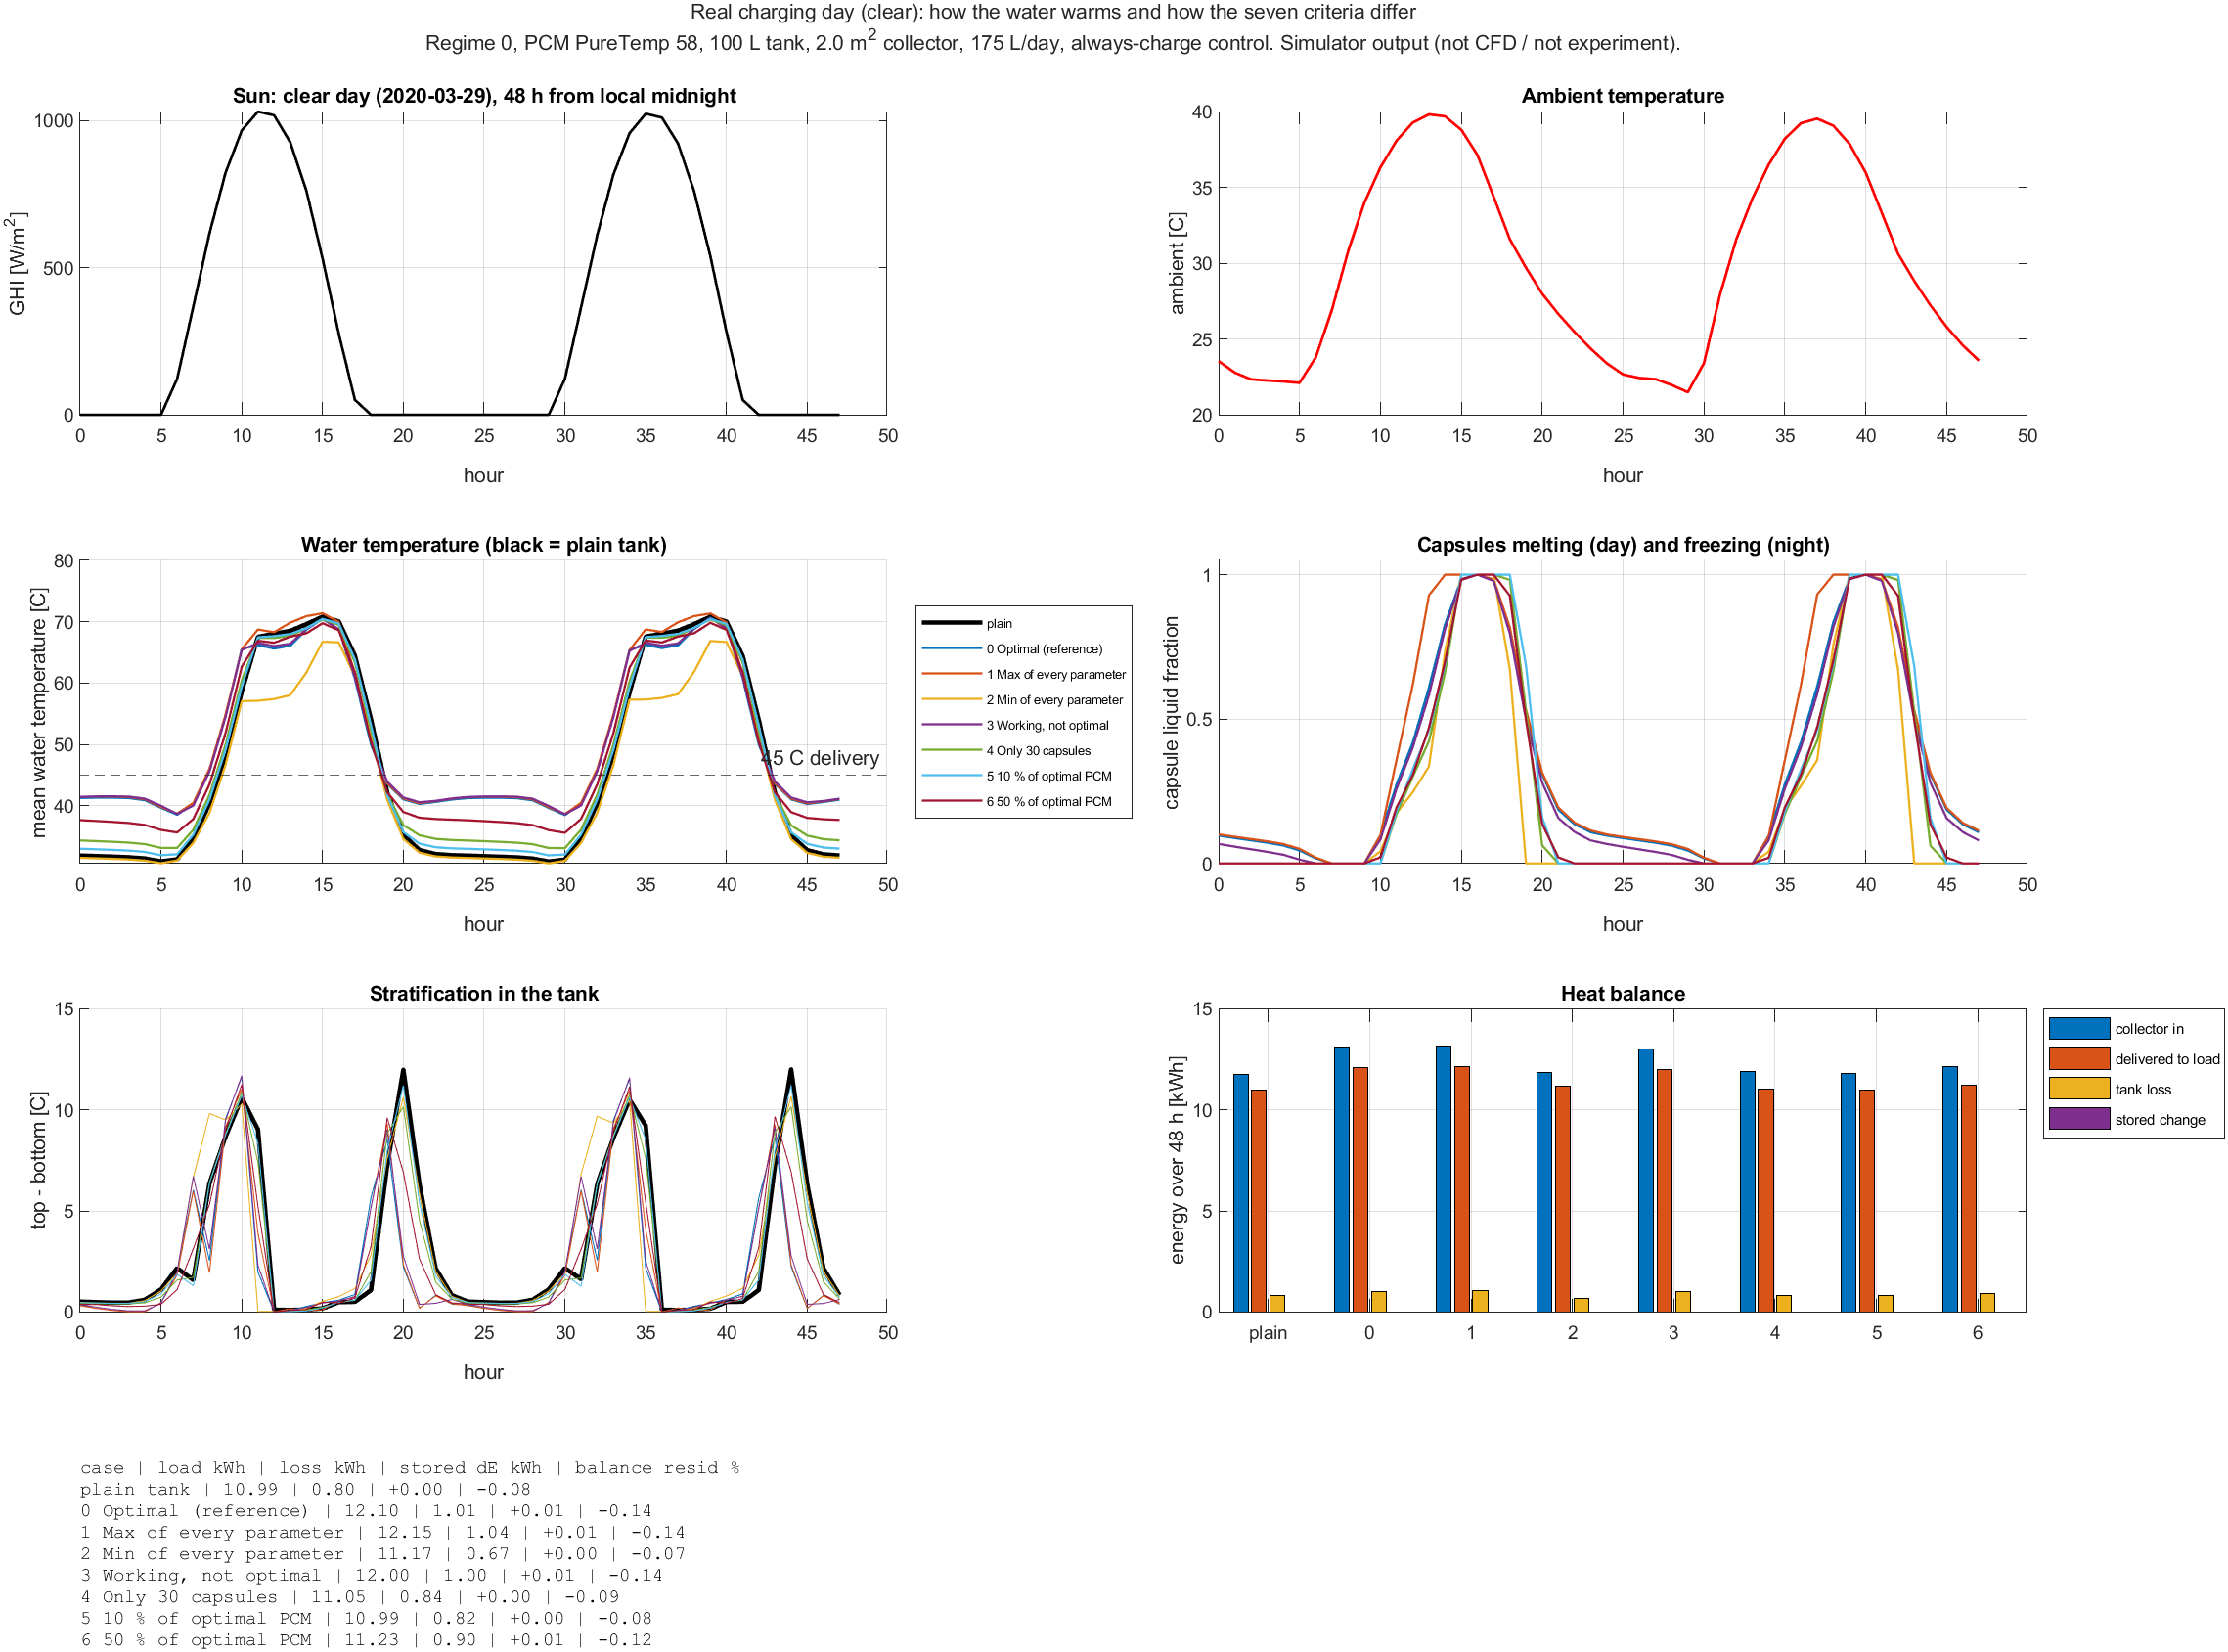 Real charging day (clear): how the water warms and how the seven criteria differ
Regime 0, PCM PureTemp 58, 100 L tank, 2.0 m² collector, 175 L/day, always-charge control. Simulator output (not CFD / not experiment).
Sun: clear day (2020-03-29), 48 h from local midnight
GHI [W/m²]
1000
500
0
0 5 10 15 20 25 30 35 40 45 50
hour
Ambient temperature
ambient [C]
40
35
30
25
20
0 5 10 15 20 25 30 35 40 45 50
hour
Water temperature (black = plain tank)
mean water temperature [C]
80
70
60
50
40
45 C delivery
0 5 10 15 20 25 30 35 40 45 50
hour
plain
0 Optimal (reference)
1 Max of every parameter
2 Min of every parameter
3 Working, not optimal
4 Only 30 capsules
5 10 % of optimal PCM
6 50 % of optimal PCM
Capsules melting (day) and freezing (night)
capsule liquid fraction
1
0.5
0
0 5 10 15 20 25 30 35 40 45 50
hour
Stratification in the tank
top - bottom [C]
15
10
5
0
0 5 10 15 20 25 30 35 40 45 50
hour
Heat balance
energy over 48 h [kWh]
15
10
5
0
plain 0 1 2 3 4 5 6
collector in
delivered to load
tank loss
stored change
case | load kWh | loss kWh | stored dE kWh | balance resid %
plain tank | 10.99 | 0.80 | +0.00 | -0.08
0 Optimal (reference) | 12.10 | 1.01 | +0.01 | -0.14
1 Max of every parameter | 12.15 | 1.04 | +0.01 | -0.14
2 Min of every parameter | 11.17 | 0.67 | +0.00 | -0.07
3 Working, not optimal | 12.00 | 1.00 | +0.01 | -0.14
4 Only 30 capsules | 11.05 | 0.84 | +0.00 | -0.09
5 10 % of optimal PCM | 10.99 | 0.82 | +0.00 | -0.08
6 50 % of optimal PCM | 11.23 | 0.90 | +0.01 | -0.12